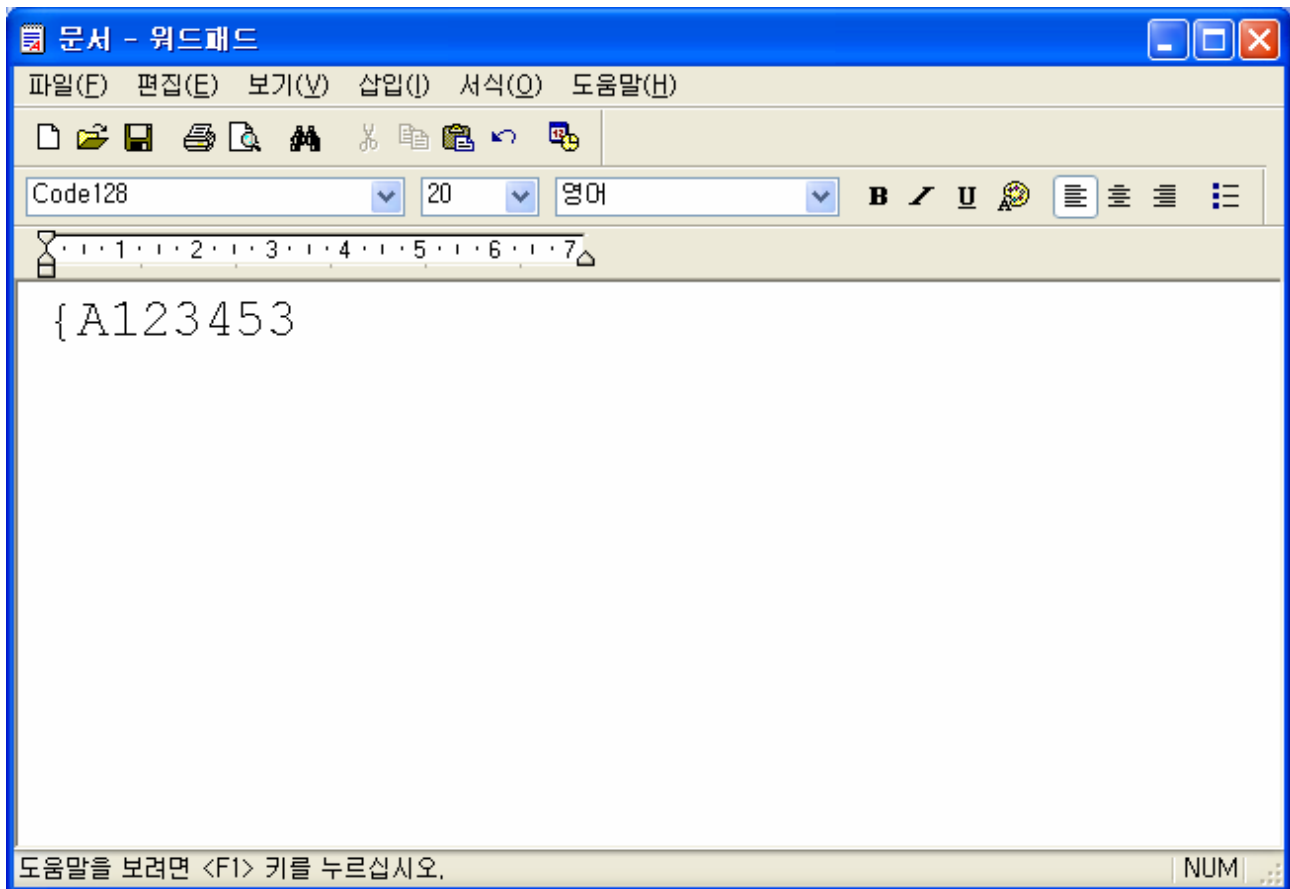 문서 - 워드패드
파일(F) 편집(E) 보기(V) 삽입(I) 서식(O) 도움말(H)
Code128 20 영어 B / U
1 2 3 4 5 6 7
{A123453
도움말을 보려면 <F1> 키를 누르십시오. NUM